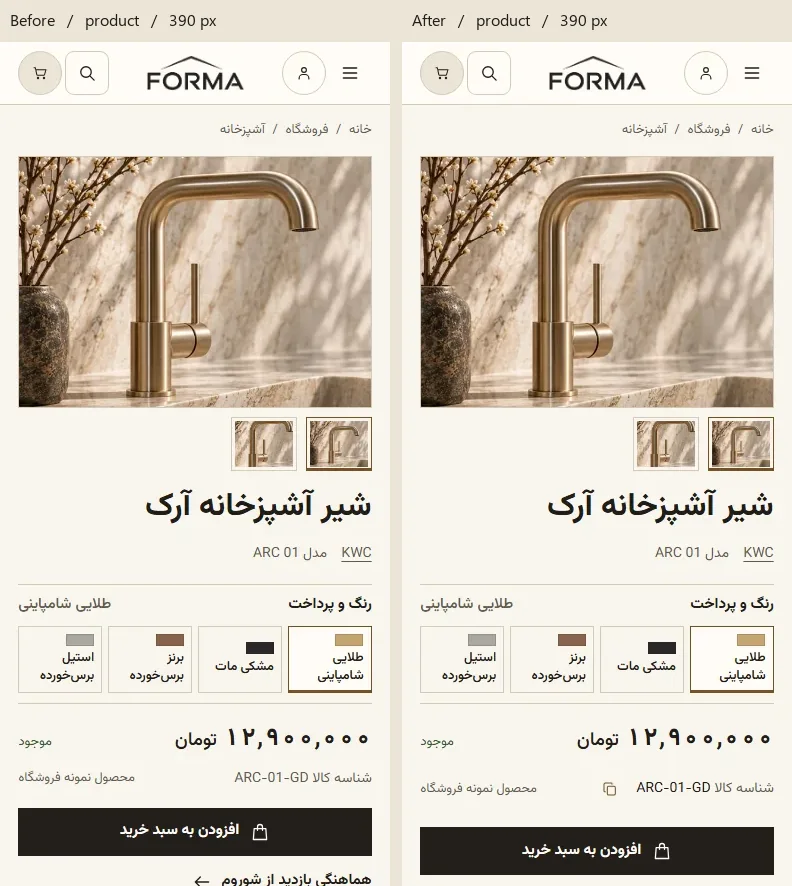 Before / product / 390 px
FORMA
خانه / فروشگاه / آشپزخانه
شیر آشپزخانه آرک
KWC مدل ARC 01
رنگ و پرداخت
طلایی شامپاینی
طلایی شامپاینی
مشکی مات
برنز برس‌خورده
استیل برس‌خورده
۱۲,۹۰۰,۰۰۰ تومان
موجود
شناسه کالا ARC-01-GD
محصول نمونه فروشگاه
افزودن به سبد خرید
هماهنگی بازدید از شوروم
After / product / 390 px
FORMA
خانه / فروشگاه / آشپزخانه
شیر آشپزخانه آرک
KWC مدل ARC 01
رنگ و پرداخت
طلایی شامپاینی
طلایی شامپاینی
مشکی مات
برنز برس‌خورده
استیل برس‌خورده
۱۲,۹۰۰,۰۰۰ تومان
موجود
شناسه کالا ARC-01-GD
محصول نمونه فروشگاه
افزودن به سبد خرید